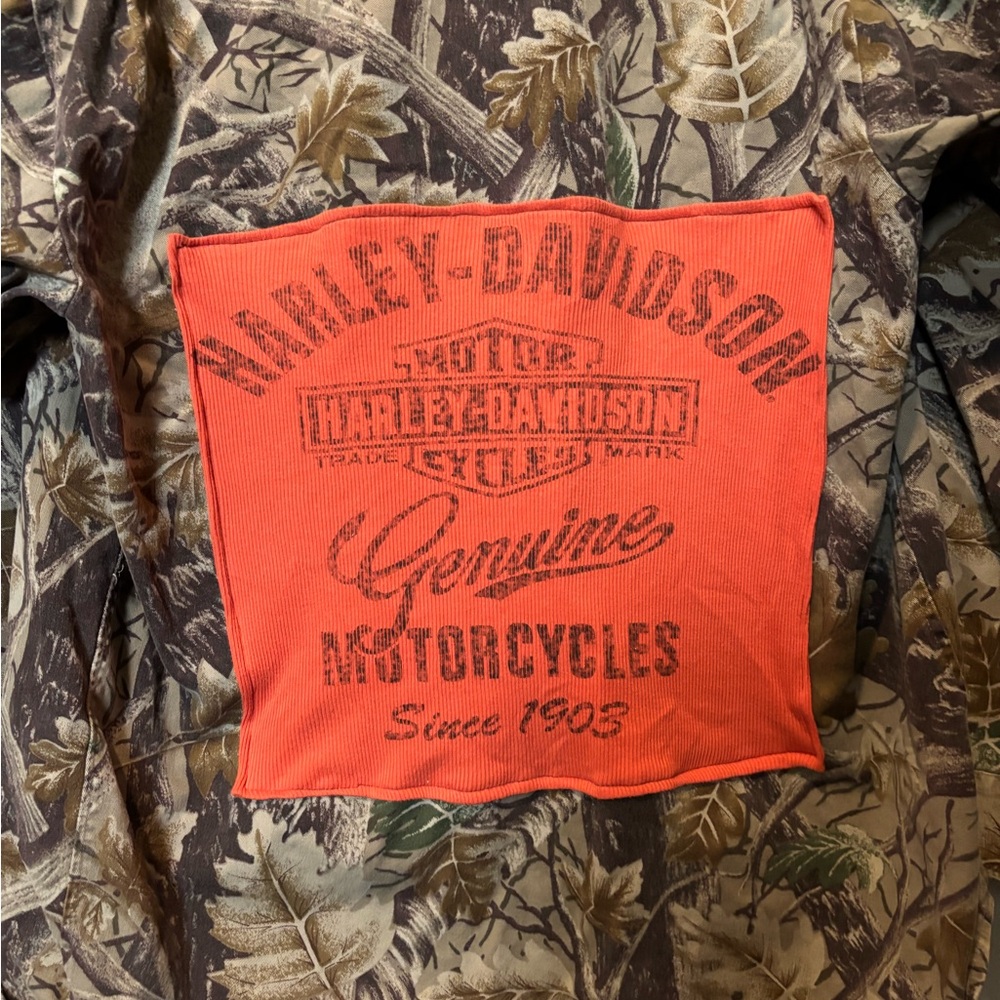 HARLEY-DAVIDSON
MOTOR
HARLEY-DAVIDSON
TRADE CYCLES MARK
Genuine
MOTORCYCLES
Since 1903